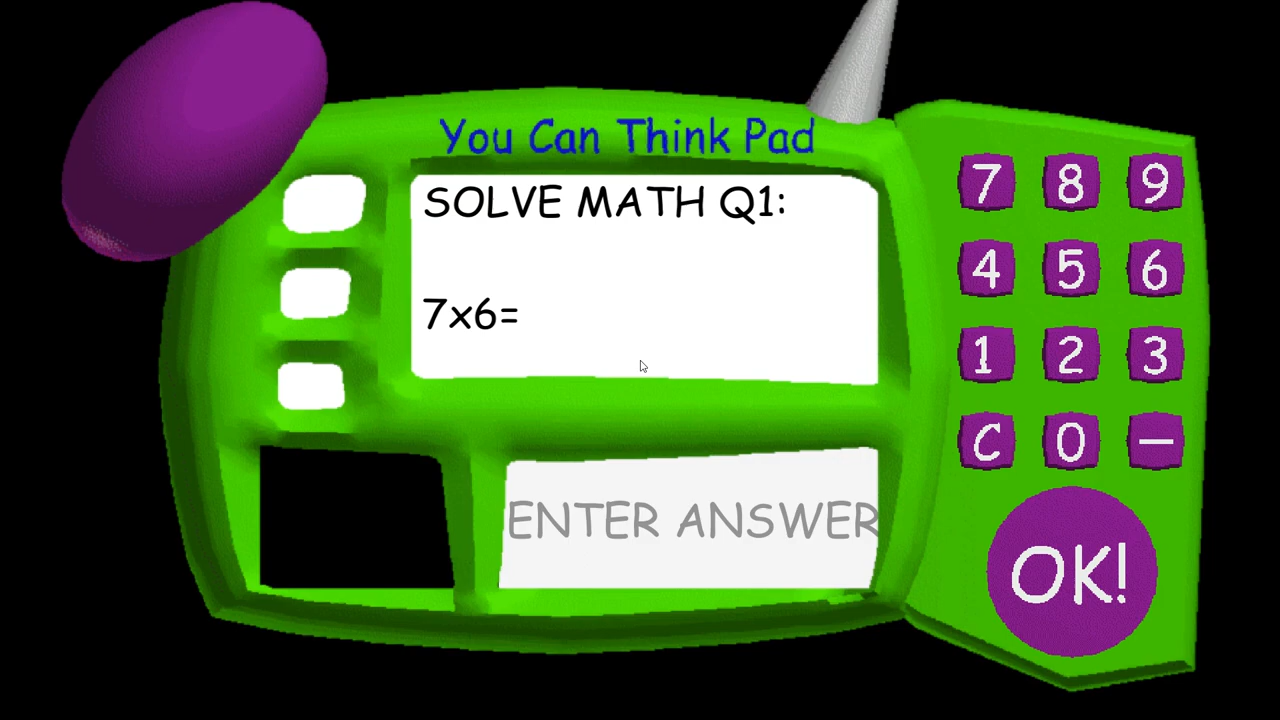 You Can Think Pad
SOLVE MATH Q1:
7x6=
ENTER ANSWER
7 8 9
4 5 6
1 2 3
C 0 —
OK!